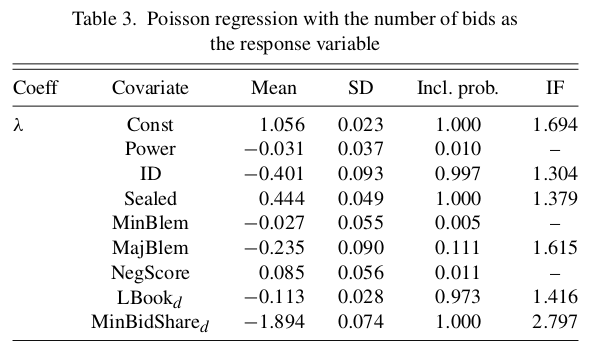 Table 3. Poisson regression with the number of bids as
the response variable
Coeff Covariate Mean SD Incl. prob. IF
λ Const 1.056 0.023 1.000 1.694
Power −0.031 0.037 0.010 –
ID −0.401 0.093 0.997 1.304
Sealed 0.444 0.049 1.000 1.379
MinBlem −0.027 0.055 0.005 –
MajBlem −0.235 0.090 0.111 1.615
NegScore 0.085 0.056 0.011 –
LBook_d −0.113 0.028 0.973 1.416
MinBidShare_d −1.894 0.074 1.000 2.797